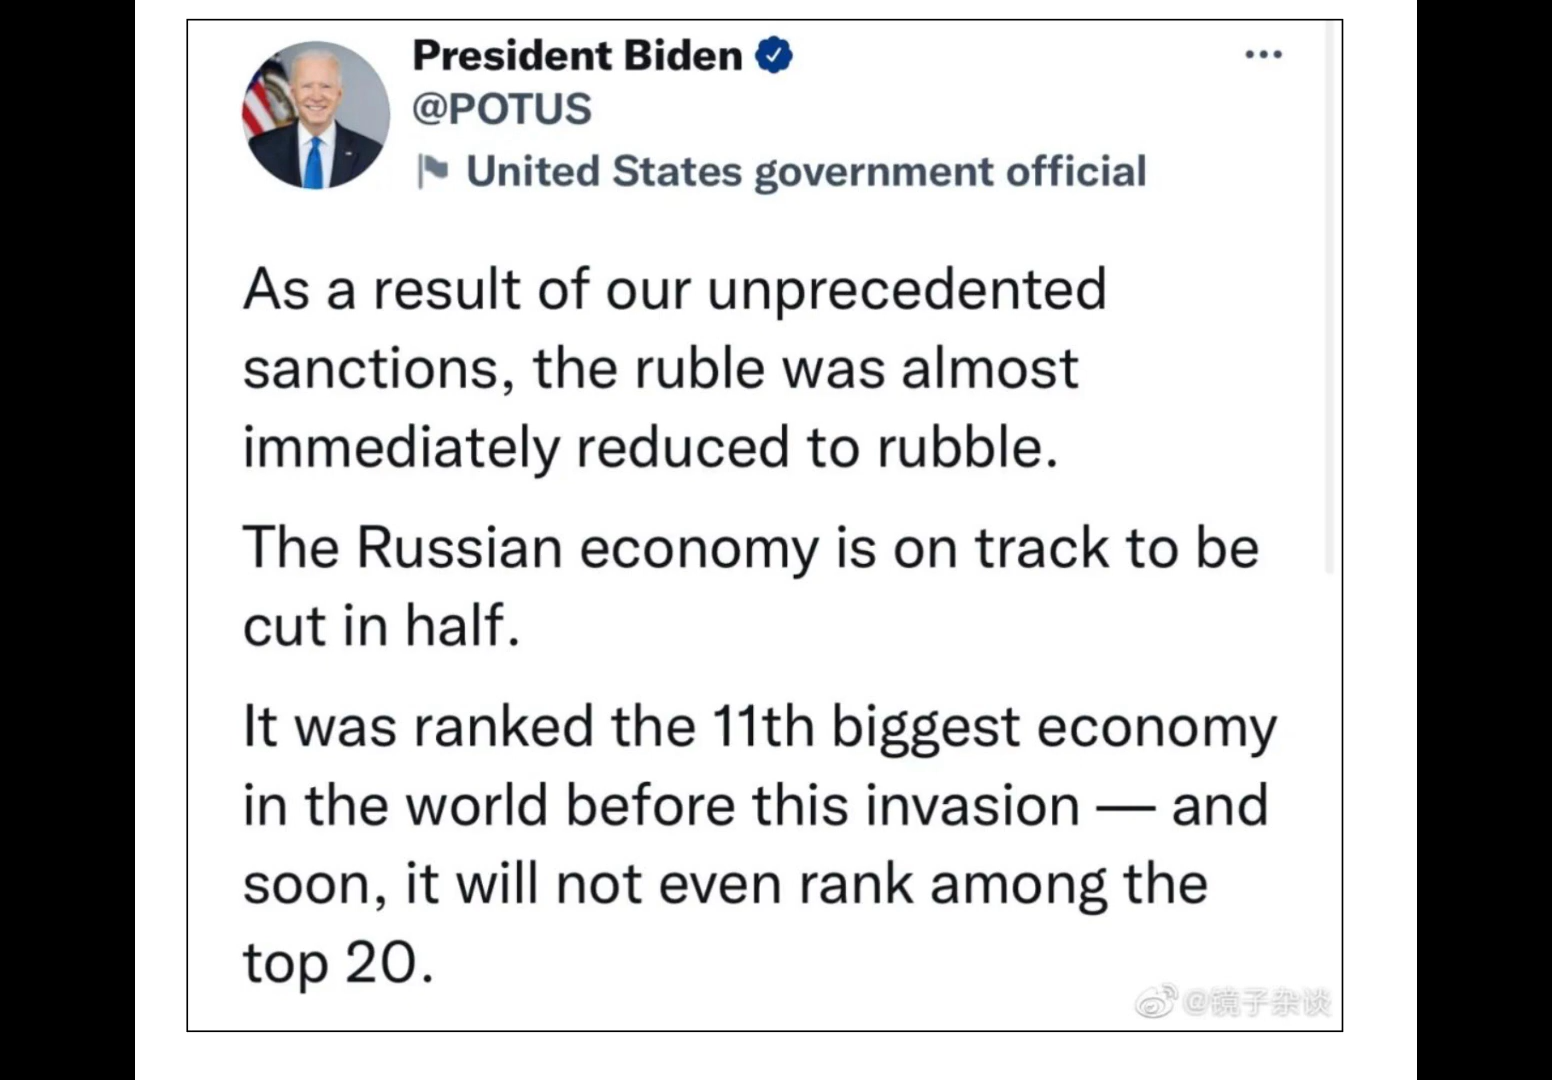 President Biden
@POTUS
United States government official
As a result of our unprecedented
sanctions, the ruble was almost
immediately reduced to rubble.
The Russian economy is on track to be
cut in half.
It was ranked the 11th biggest economy
in the world before this invasion — and
soon, it will not even rank among the
top 20.
@镜子杂谈